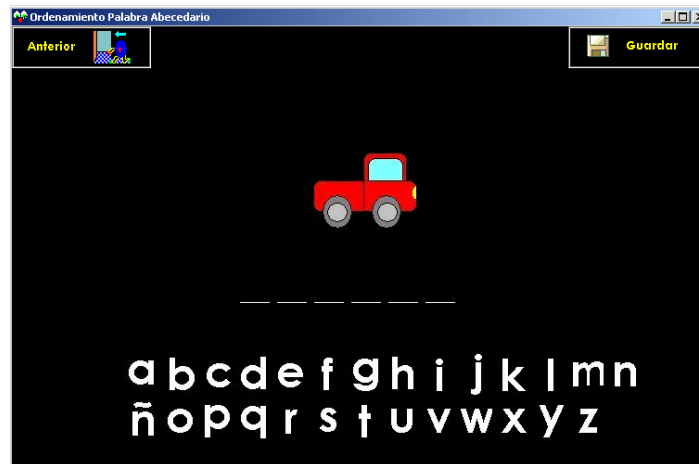 Ordenamiento Palabra Abecedario
Anterior
Guardar
a b c d e f g h i j k l m n
ñ o p q r s t u v w x y z